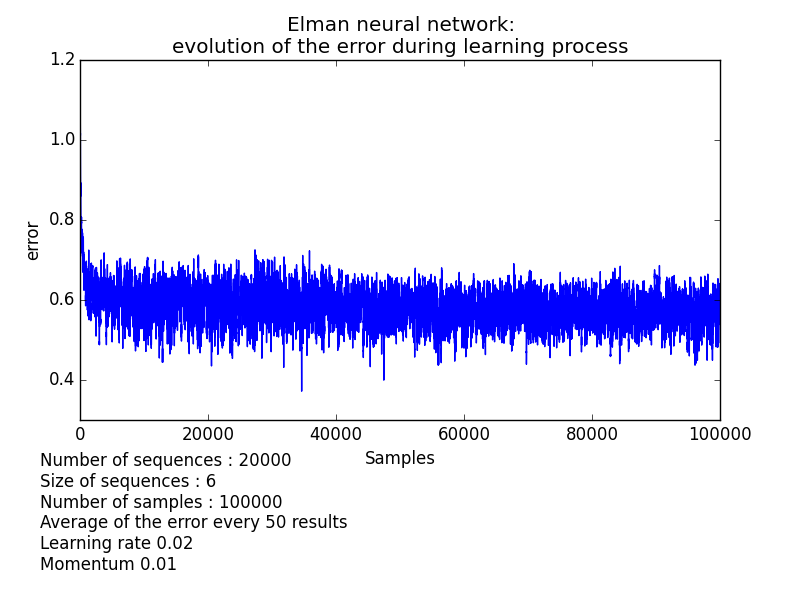 Elman neural network:
evolution of the error during learning process
1.2
1.0
0.8
0.6
0.4
error
0 20000 40000 60000 80000 100000
Samples
Number of sequences : 20000
Size of sequences : 6
Number of samples : 100000
Average of the error every 50 results
Learning rate 0.02
Momentum 0.01